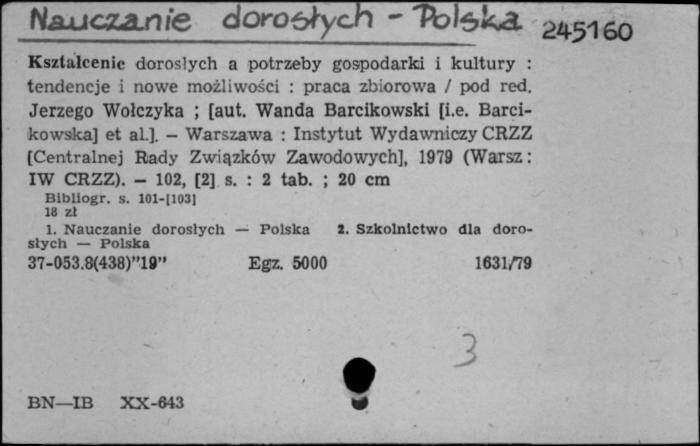 Nauczanie dorosłych - Polska 245160
Kształcenie dorosłych a potrzeby gospodarki i kultury :
tendencje i nowe możliwości : praca zbiorowa / pod red.
Jerzego Wołczyka ; [aut. Wanda Barcikowski [i.e. Barci-
kowska] et al.]. — Warszawa : Instytut Wydawniczy CRZZ
[Centralnej Rady Związków Zawodowych], 1979 (Warsz :
IW CRZZ). — 102, [2] s. : 2 tab. ; 20 cm
Bibliogr. s. 101-[103]
18 zł
1. Nauczanie dorosłych — Polska 2. Szkolnictwo dla doro-
słych — Polska
37-053.8(438)"19" Egz. 5000 1631/79
3
BN—IB XX-643